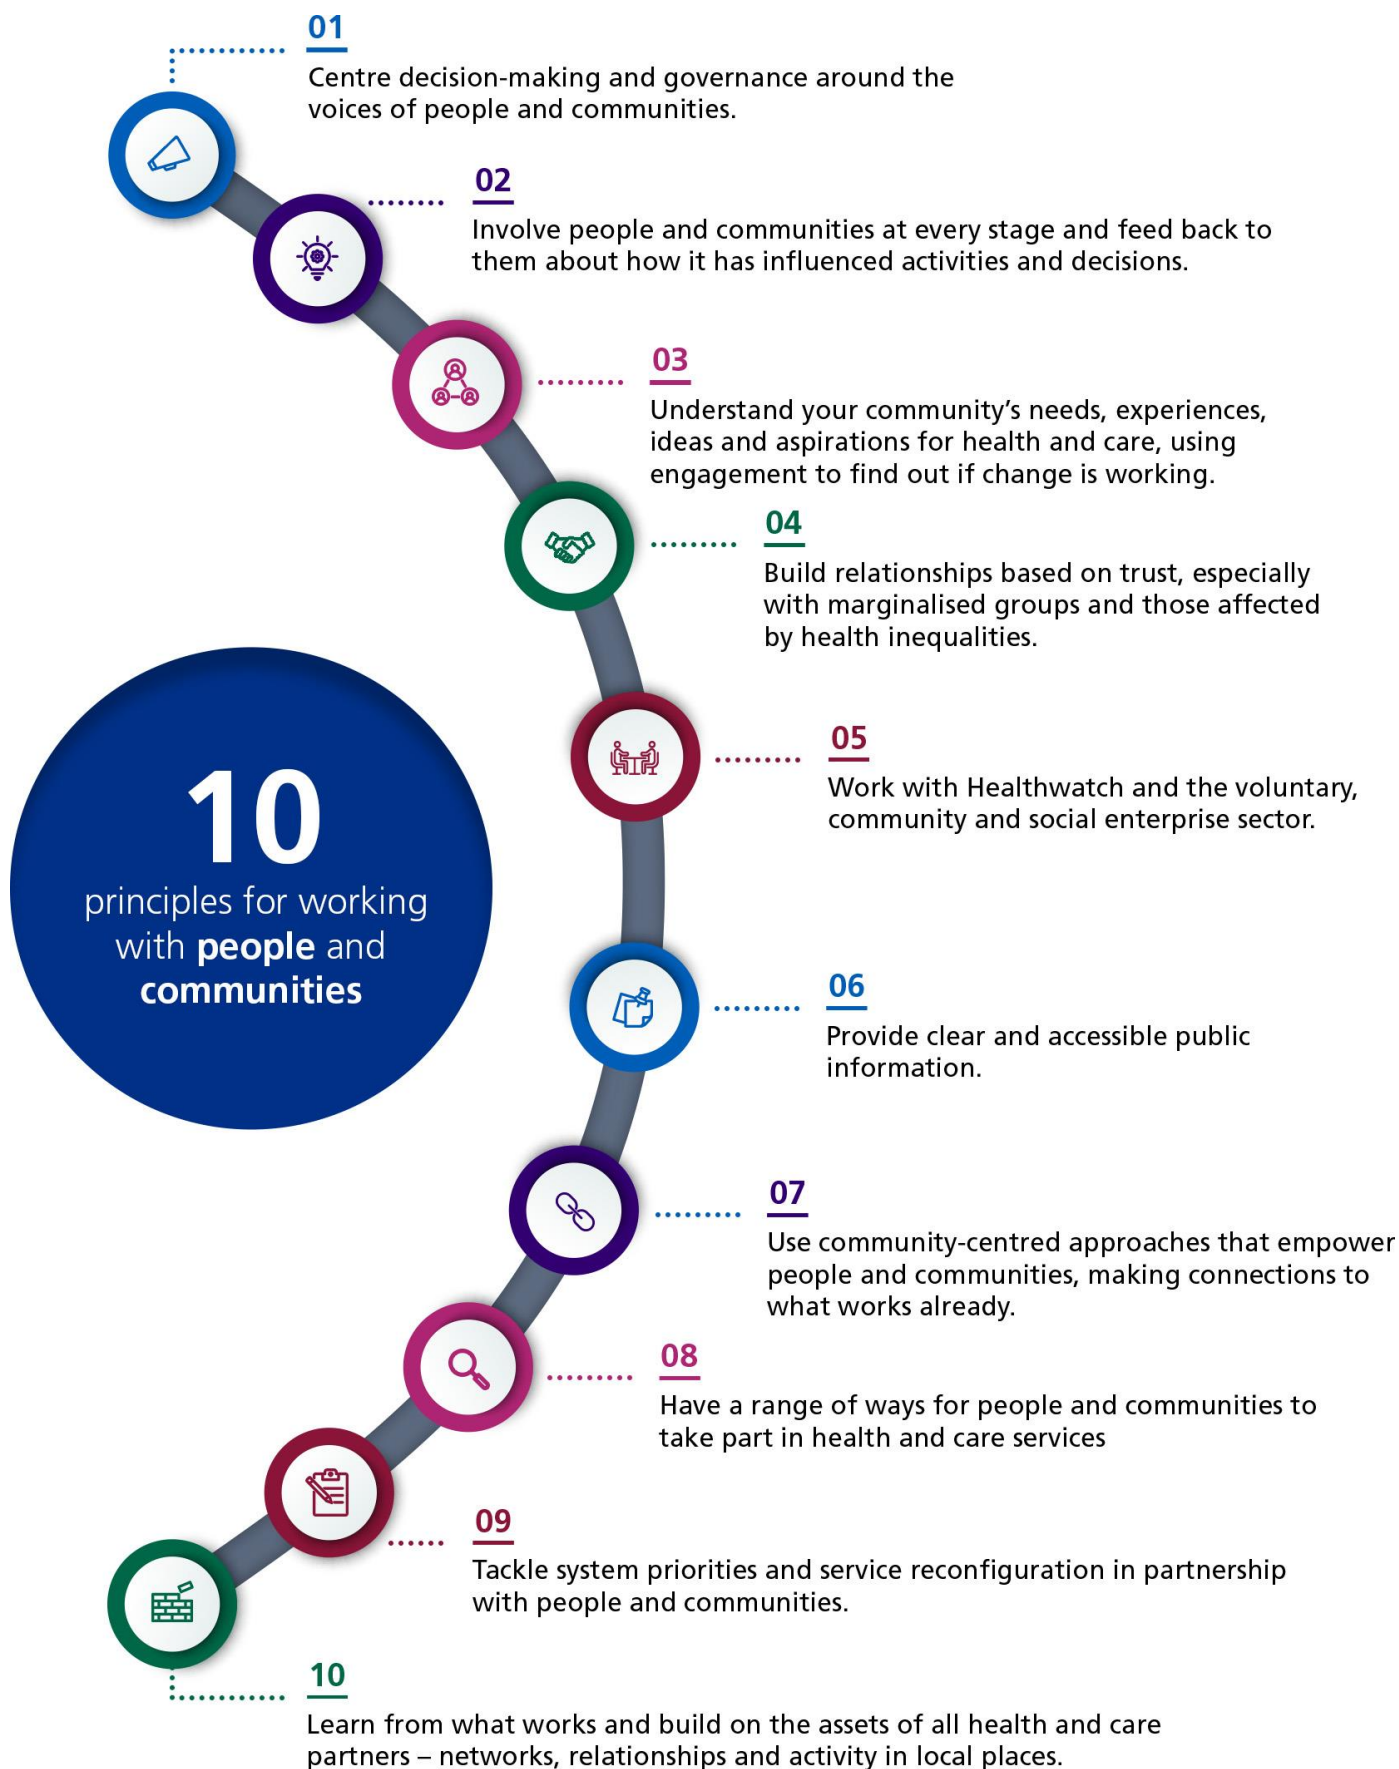 01
Centre decision-making and governance around the
voices of people and communities.
02
Involve people and communities at every stage and feed back to
them about how it has influenced activities and decisions.
03
Understand your community’s needs, experiences,
ideas and aspirations for health and care, using
engagement to find out if change is working.
04
Build relationships based on trust, especially
with marginalised groups and those affected
by health inequalities.
10
principles for working
with people and
communities
05
Work with Healthwatch and the voluntary,
community and social enterprise sector.
06
Provide clear and accessible public
information.
07
Use community-centred approaches that empower
people and communities, making connections to
what works already.
08
Have a range of ways for people and communities to
take part in health and care services
09
Tackle system priorities and service reconfiguration in partnership
with people and communities.
10
Learn from what works and build on the assets of all health and care
partners – networks, relationships and activity in local places.